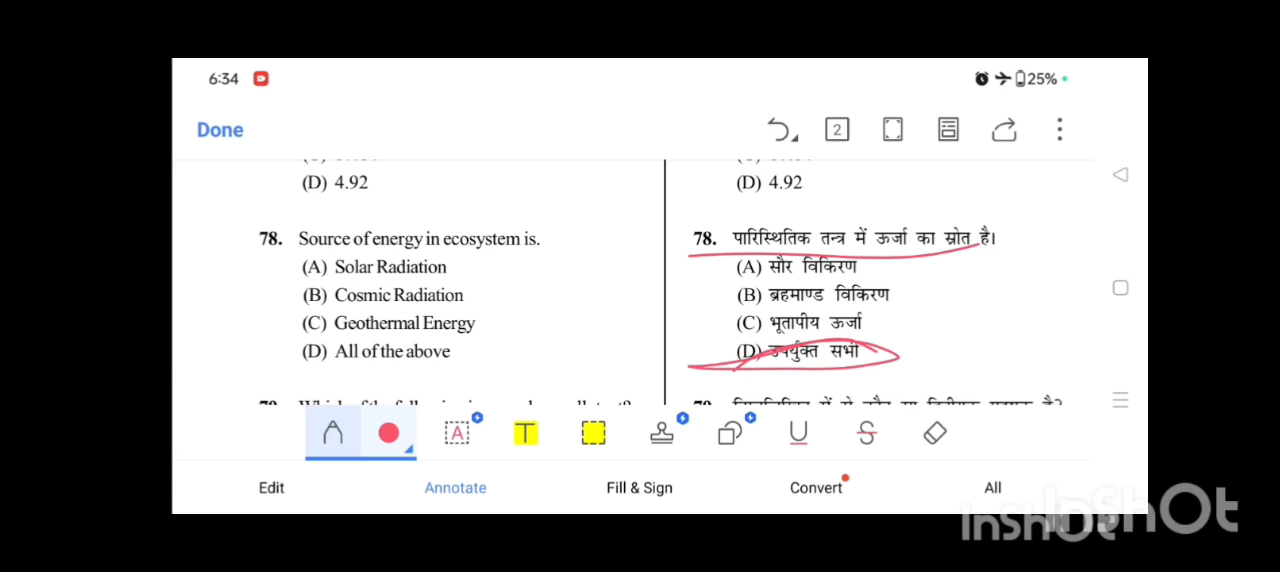 6:34
25%
Done
2
(D) 4.92
78. Source of energy in ecosystem is.
(A) Solar Radiation
(B) Cosmic Radiation
(C) Geothermal Energy
(D) All of the above
(D) 4.92
78. पारिस्थितिक तन्त्र में ऊर्जा का स्रोत है।
(A) सौर विकिरण
(B) ब्रहमाण्ड विकिरण
(C) भूतापीय ऊर्जा
(D) उपर्युक्त सभी
A
T
U
S
Edit
Annotate
Fill & Sign
Convert
All
InShOt
InShOt